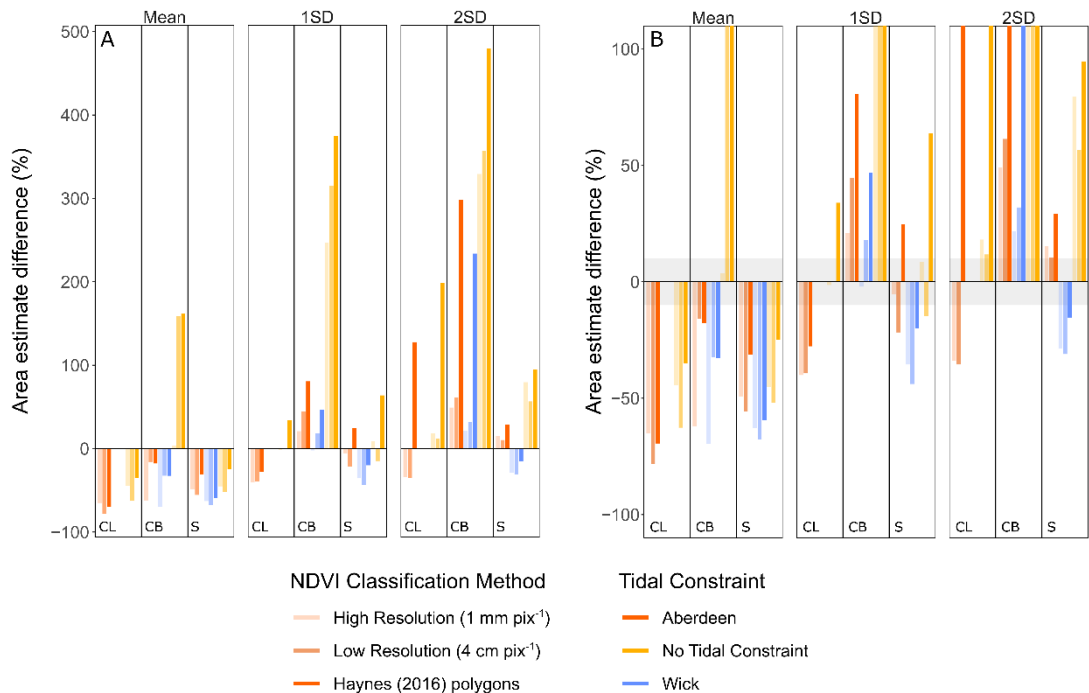 Mean 1SD 2SD
A
500
400
300
200
100
0
−100
Area estimate difference (%)
CL CB S CL CB S CL CB S
Mean 1SD 2SD
B
100
50
0
−50
−100
Area estimate difference (%)
CL CB S CL CB S CL CB S
NDVI Classification Method
High Resolution (1 mm pix⁻¹)
Low Resolution (4 cm pix⁻¹)
Haynes (2016) polygons
Tidal Constraint
Aberdeen
No Tidal Constraint
Wick